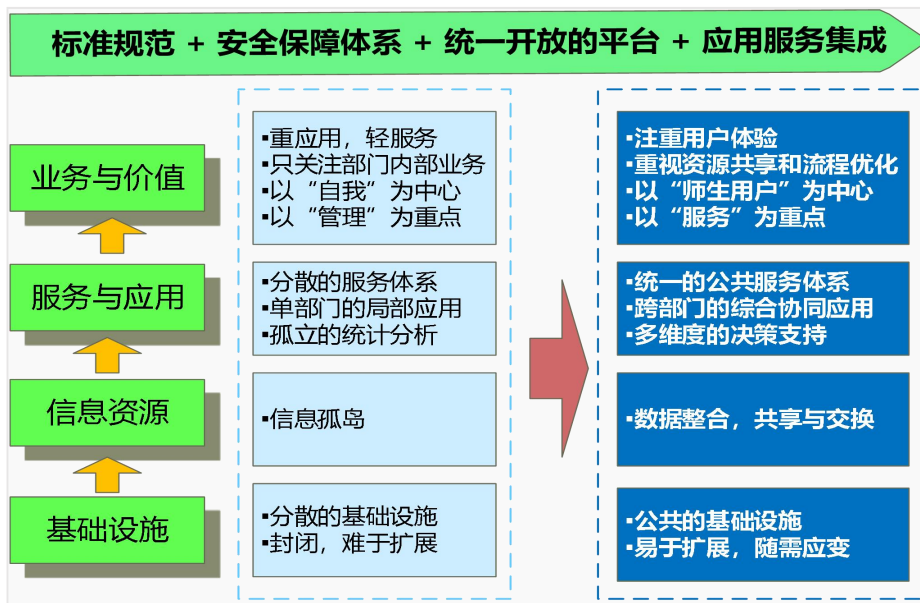 标准规范 + 安全保障体系 + 统一开放的平台 + 应用服务集成
业务与价值
▪重应用，轻服务
▪只关注部门内部业务
▪以“自我”为中心
▪以“管理”为重点
▪注重用户体验
▪重视资源共享和流程优化
▪以“师生用户”为中心
▪以“服务”为重点
服务与应用
▪分散的服务体系
▪单部门的局部应用
▪孤立的统计分析
▪统一的公共服务体系
▪跨部门的综合协同应用
▪多维度的决策支持
信息资源
▪信息孤岛
▪数据整合，共享与交换
基础设施
▪分散的基础设施
▪封闭，难于扩展
▪公共的基础设施
▪易于扩展，随需应变